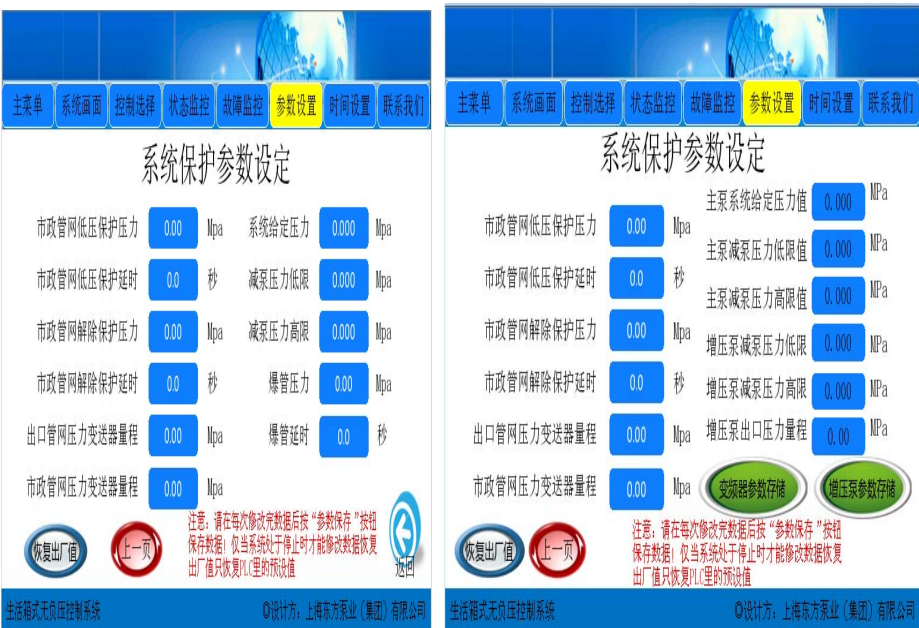 主菜单 系统画面 控制选择 状态监控 故障监控 参数设置 时间设置 联系我们
系统保护参数设定
市政管网低压保护压力 0.00 Mpa 系统给定压力 0.000 Mpa
市政管网低压保护延时 0.0 秒 减泵压力低限 0.000 Mpa
市政管网解除保护压力 0.00 Mpa 减泵压力高限 0.000 Mpa
市政管网解除保护延时 0.0 秒 爆管压力 0.00 Mpa
出口管网压力变送器量程 0.00 Mpa 爆管延时 0.0 秒
市政管网压力变送器量程 0.00 Mpa
注意：请在每次修改完数据后按“参数保存”按钮
保存数据！仅当系统处于停止时才能修改数据恢复
出厂值只恢复PLC里的预设值
恢复出厂值 上一页 返回
生活箱式无负压控制系统 ©设计方：上海东方泵业（集团）有限公司
主菜单 系统画面 控制选择 状态监控 故障监控 参数设置 时间设置 联系我们
系统保护参数设定
市政管网低压保护压力 0.00 Mpa
市政管网低压保护延时 0.0 秒
市政管网解除保护压力 0.00 Mpa
市政管网解除保护延时 0.0 秒
出口管网压力变送器量程 0.00 Mpa
市政管网压力变送器量程 0.00 Mpa
主泵系统给定压力值 0.000 MPa
主泵减泵压力低限值 0.000 MPa
主泵减泵压力高限值 0.000 MPa
增压泵减泵压力低限 0.000 MPa
增压泵减泵压力高限 0.000 MPa
增压泵出口压力量程 0.00 MPa
变频器参数存储 增压泵参数存储
注意：请在每次修改完数据后按“参数保存”按钮
保存数据！仅当系统处于停止时才能修改数据恢复
出厂值只恢复PLC里的预设值
恢复出厂值 上一页
生活箱式无负压控制系统 ©设计方：上海东方泵业（集团）有限公司